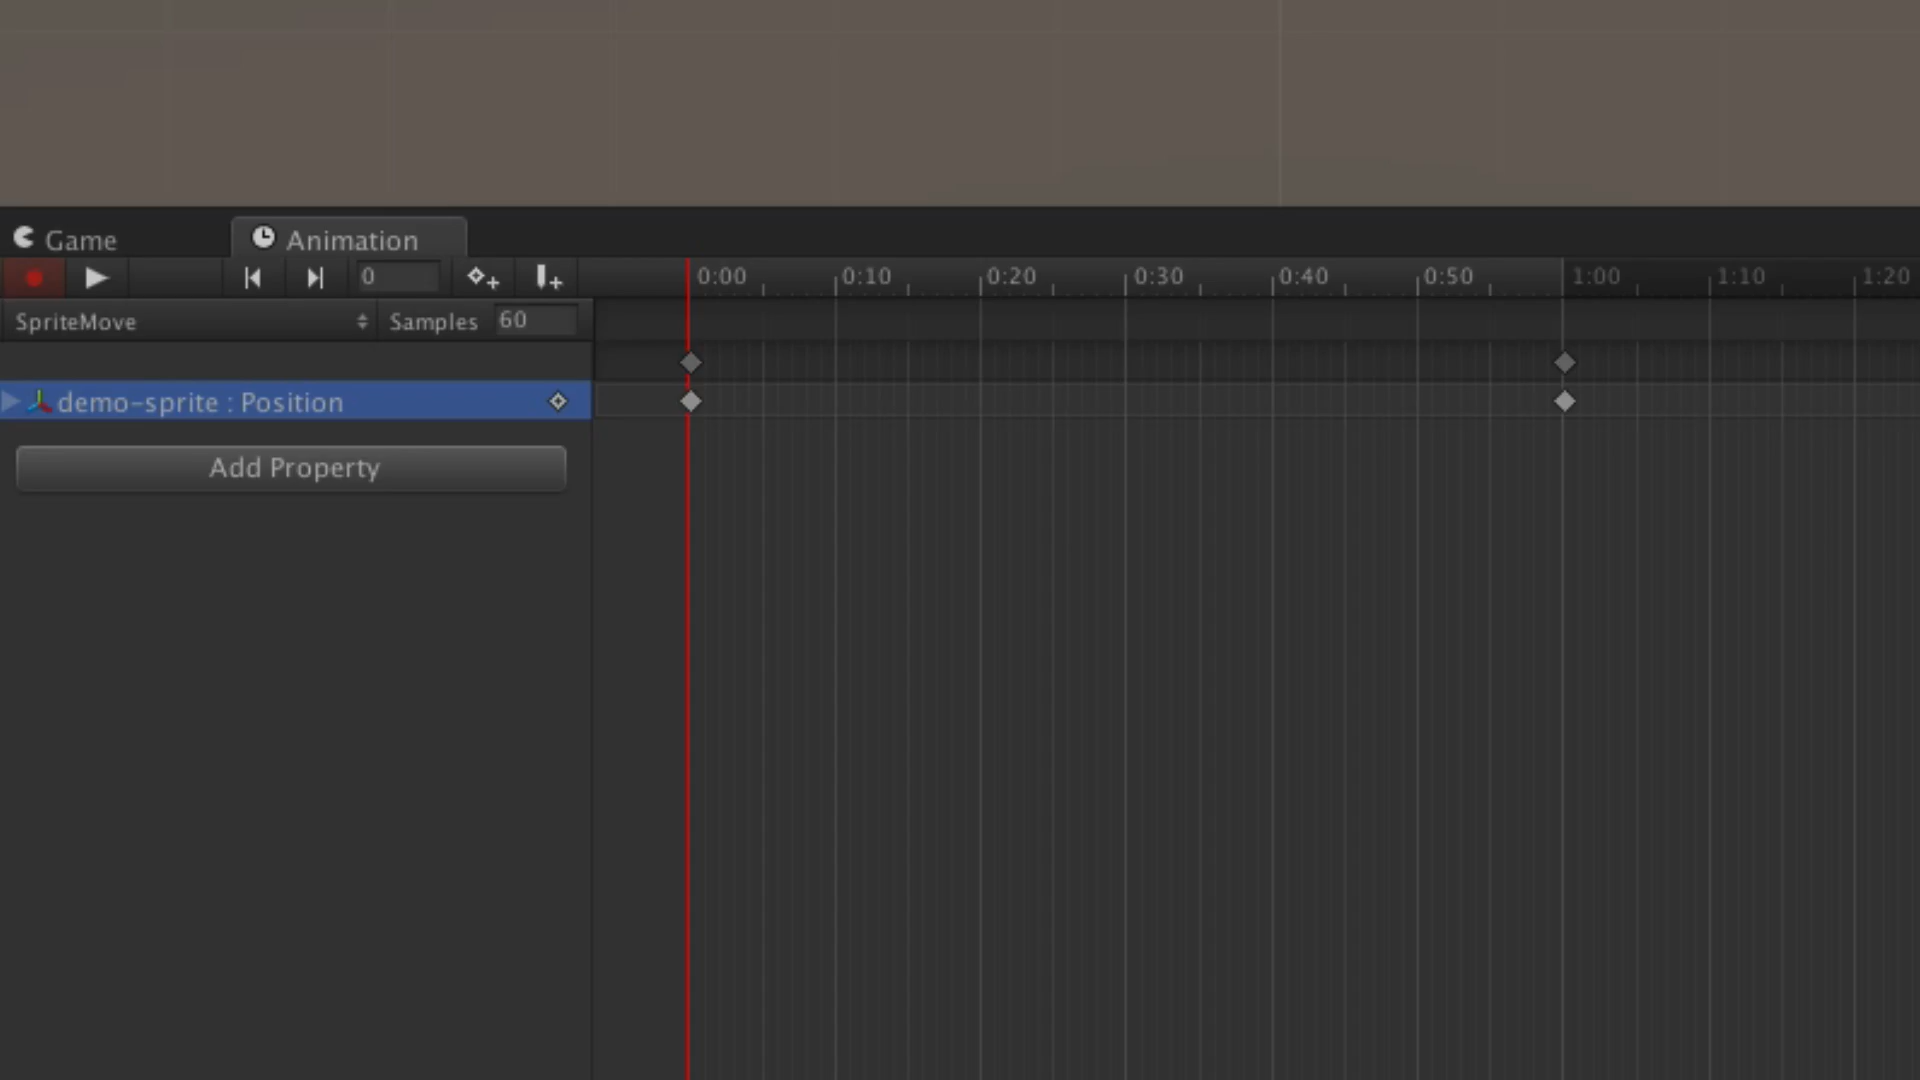 Game
Animation
0
0:00 0:10 0:20 0:30 0:40 0:50 1:00 1:10 1:20
SpriteMove
Samples 60
demo-sprite : Position
Add Property